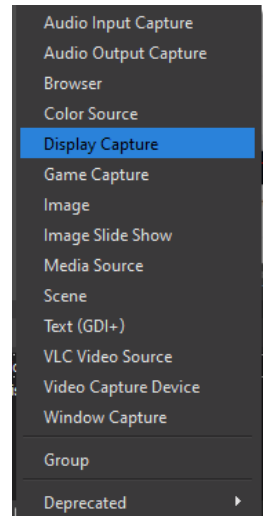 Audio Input Capture
Audio Output Capture
Browser
Color Source
Display Capture
Game Capture
Image
Image Slide Show
Media Source
Scene
Text (GDI+)
VLC Video Source
Video Capture Device
Window Capture
Group
Deprecated